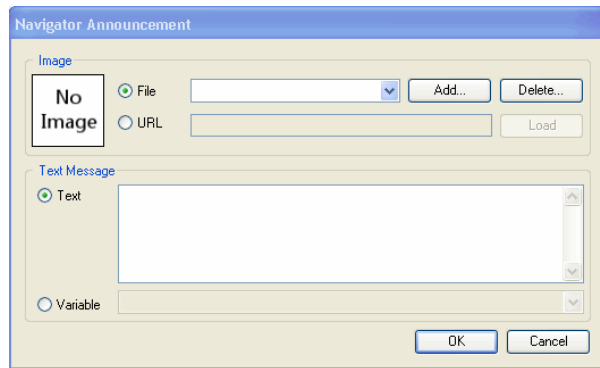 Navigator Announcement
Image
No
Image
File
Add...
Delete...
URL
Load
Text Message
Text
Variable
OK
Cancel